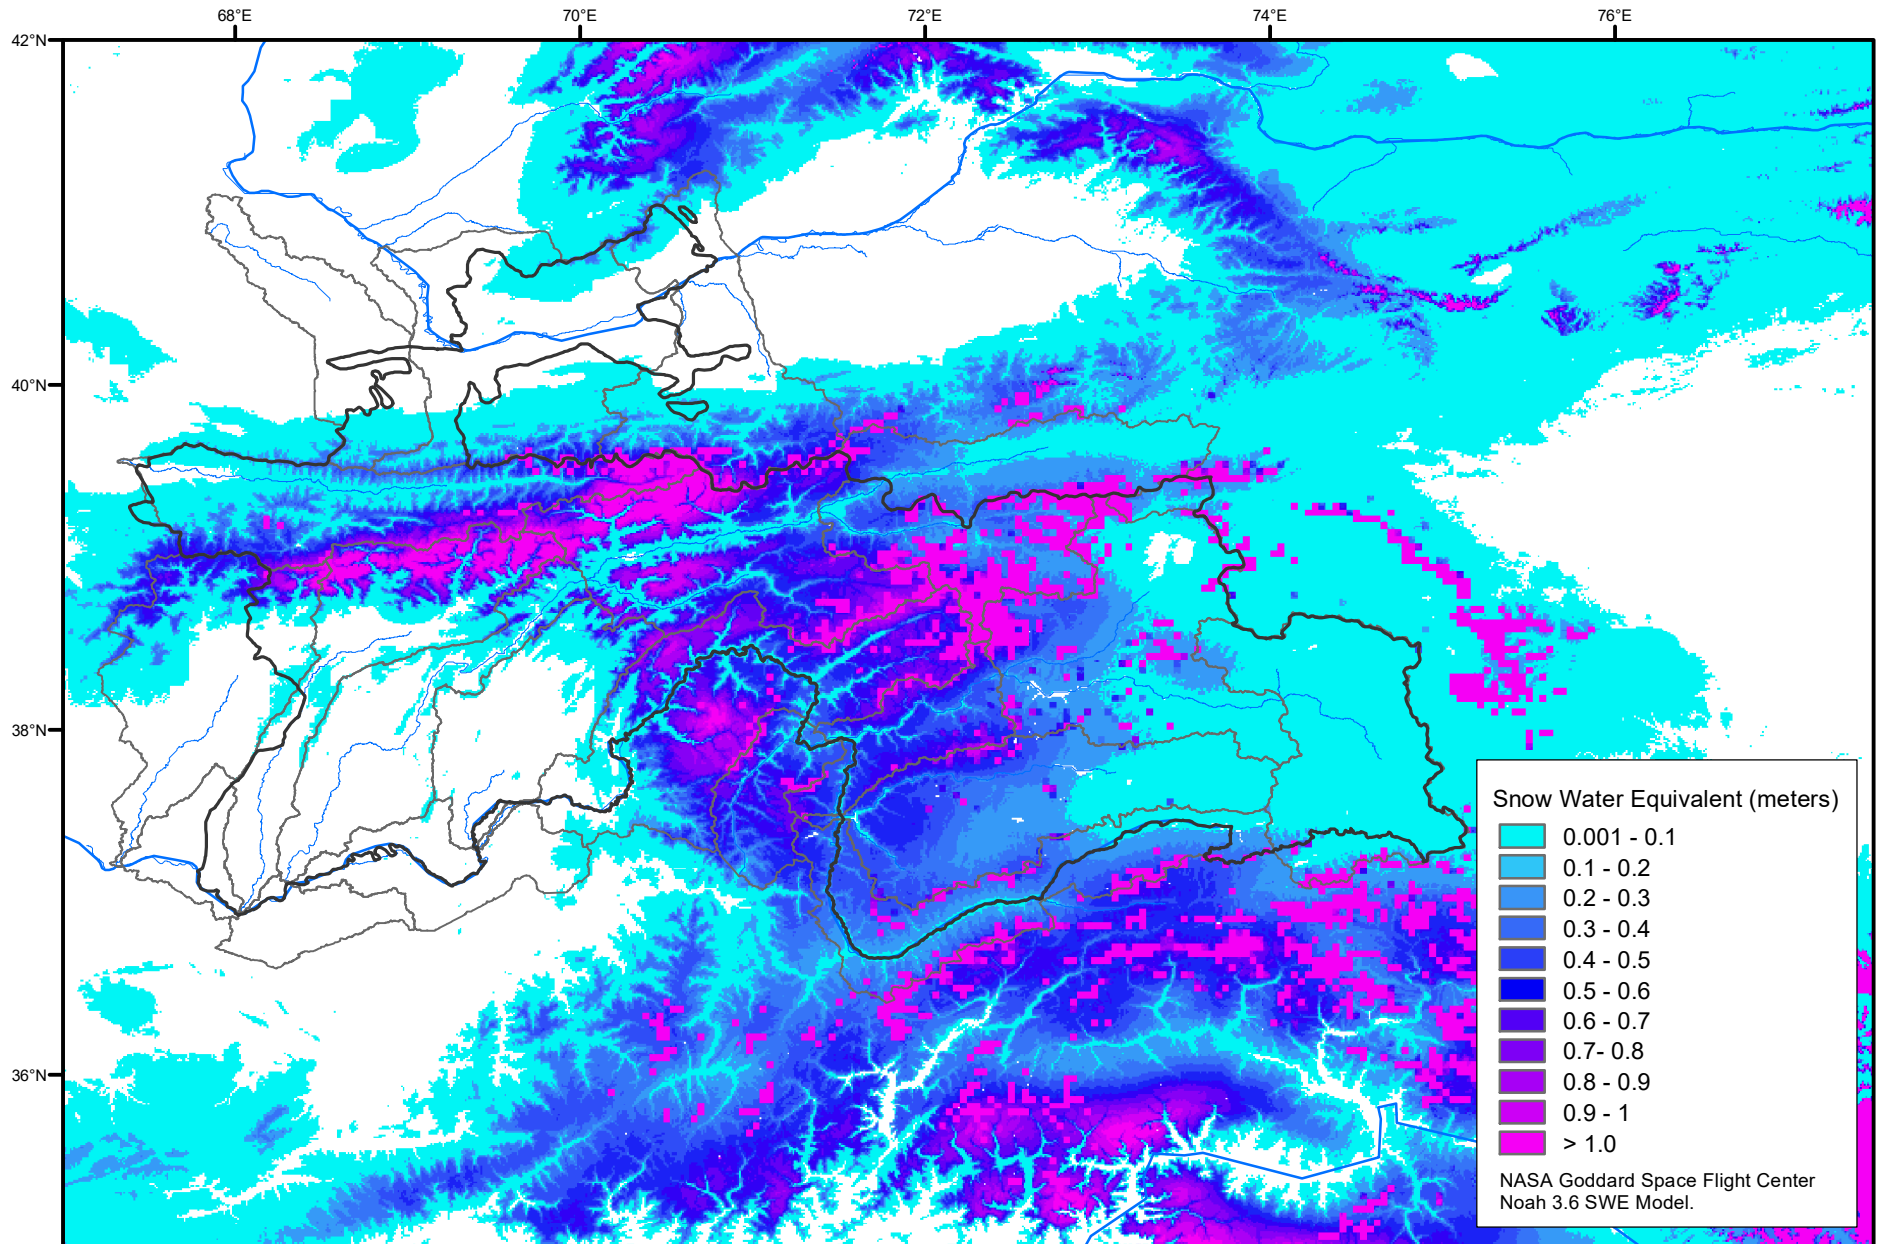 68°E
70°E
72°E
74°E
76°E
42°N
40°N
38°N
36°N
Snow Water Equivalent (meters)
0.001 - 0.1
0.1 - 0.2
0.2 - 0.3
0.3 - 0.4
0.4 - 0.5
0.5 - 0.6
0.6 - 0.7
0.7- 0.8
0.8 - 0.9
0.9 - 1
> 1.0
NASA Goddard Space Flight Center
Noah 3.6 SWE Model.